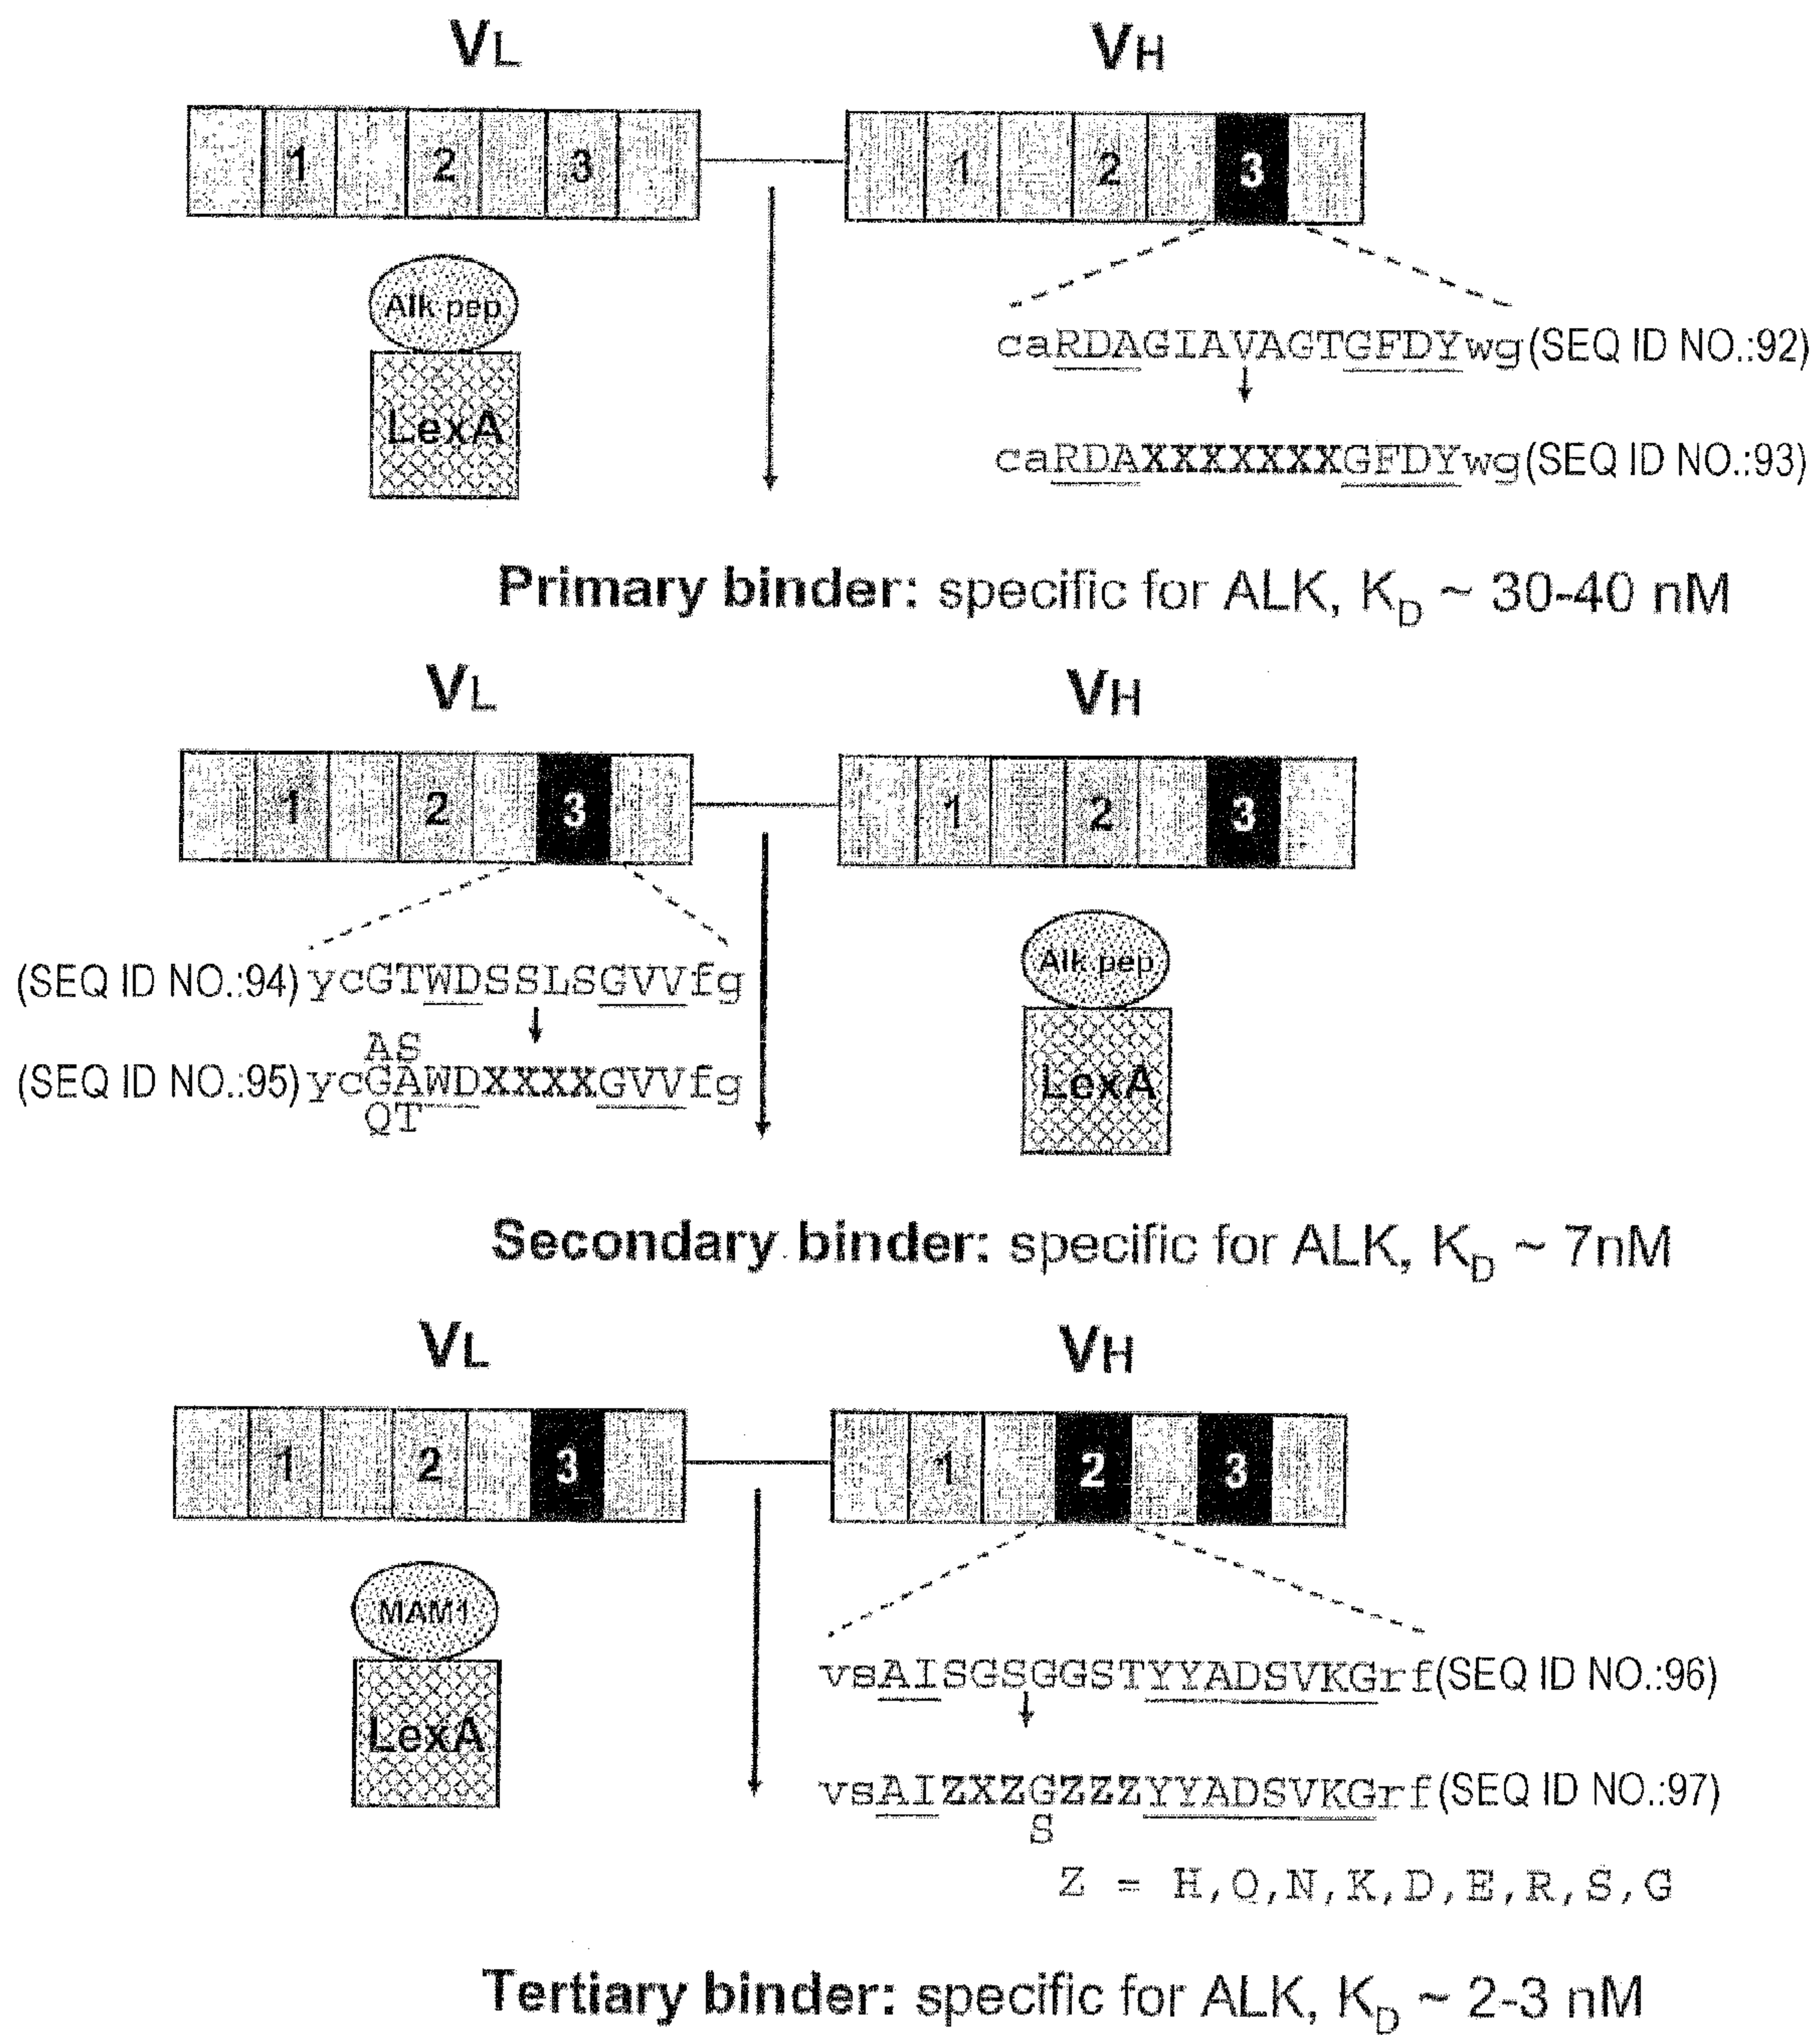 VL VH
1 2 3 1 2 3
Alk pep
LexA
caRDAGIAVAGTGFDYwg(SEQ ID NO.:92)
caRDAXXXXXXXGFDYwg(SEQ ID NO.:93)
Primary binder: specific for ALK, KD ~ 30-40 nM
VL VH
1 2 3 1 2 3
(SEQ ID NO.:94) ycGTWDSSLSGVVfg
AS
(SEQ ID NO.:95) ycGAWDXXXXGVVfg
QT
Alk pep
LexA
Secondary binder: specific for ALK, KD ~ 7nM
VL VH
1 2 3 1 2 3
MAM1
LexA
vsAISGSGGSTYYADSVKGrf(SEQ ID NO.:96)
vsAIZXZGZZZYYADSVKGrf(SEQ ID NO.:97)
S
Z = H,Q,N,K,D,E,R,S,G
Tertiary binder: specific for ALK, KD ~ 2-3 nM